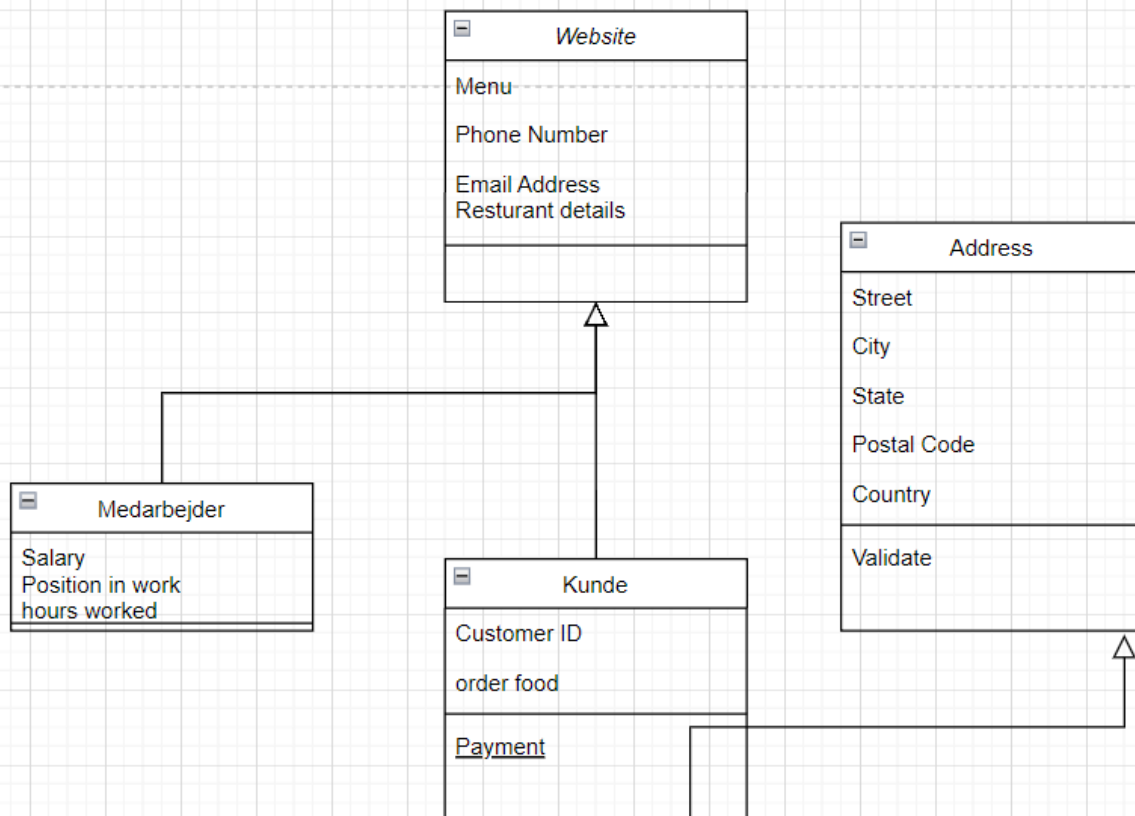 Website
Menu
Phone Number
Email Address
Resturant details
Address
Street
City
State
Postal Code
Country
Validate
Medarbejder
Salary
Position in work
hours worked
Kunde
Customer ID
order food
Payment